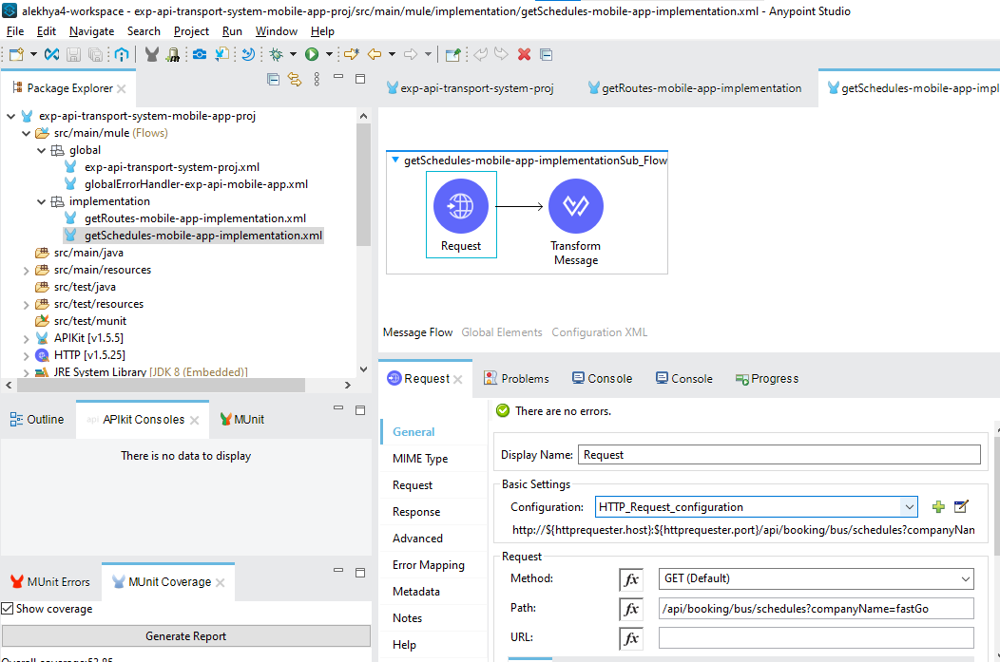 alekhya4-workspace - exp-api-transport-system-mobile-app-proj/src/main/mule/implementation/getSchedules-mobile-app-implementation.xml - Anypoint Studio
File Edit Navigate Search Project Run Window Help
Package Explorer
exp-api-transport-system-proj
getRoutes-mobile-app-implementation
getSchedules-mobile-app-impl
exp-api-transport-system-mobile-app-proj
src/main/mule (Flows)
global
exp-api-transport-system-proj.xml
globalErrorHandler-exp-api-mobile-app.xml
implementation
getRoutes-mobile-app-implementation.xml
getSchedules-mobile-app-implementation.xml
src/main/java
src/main/resources
src/test/java
src/test/resources
src/test/munit
APIKit [v1.5.5]
HTTP [v1.5.25]
JRE System Library [JDK 8 (Embedded)]
getSchedules-mobile-app-implementationSub_Flow
Request
Transform
Message
Message Flow Global Elements Configuration XML
Outline
api
APIkit Consoles
MUnit
There is no data to display
MUnit Errors
MUnit Coverage
Show coverage
Generate Report
Overall coverage:53.85
Request
Problems
Console
Console
Progress
There are no errors.
General
MIME Type
Request
Response
Advanced
Error Mapping
Metadata
Notes
Help
Display Name: Request
Basic Settings
Configuration: HTTP_Request_configuration
http://${httprequester.host}:${httprequester.port}/api/booking/bus/schedules?companyNan
Request
Method: fx GET (Default)
Path: fx /api/booking/bus/schedules?companyName=fastGo
URL: fx